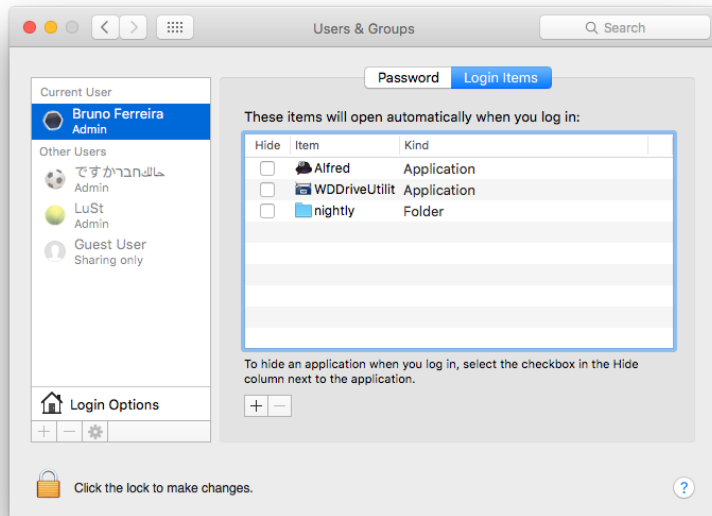 Users & Groups
Search
Current User
Bruno Ferreira
Admin
Other Users
ですか
Admin
LuSt
Admin
Guest User
Sharing only
Login Options
Password
Login Items
These items will open automatically when you log in:
Hide Item Kind
Alfred Application
WDDriveUtilit Application
nightly Folder
To hide an application when you log in, select the checkbox in the Hide
column next to the application.
Click the lock to make changes.
?